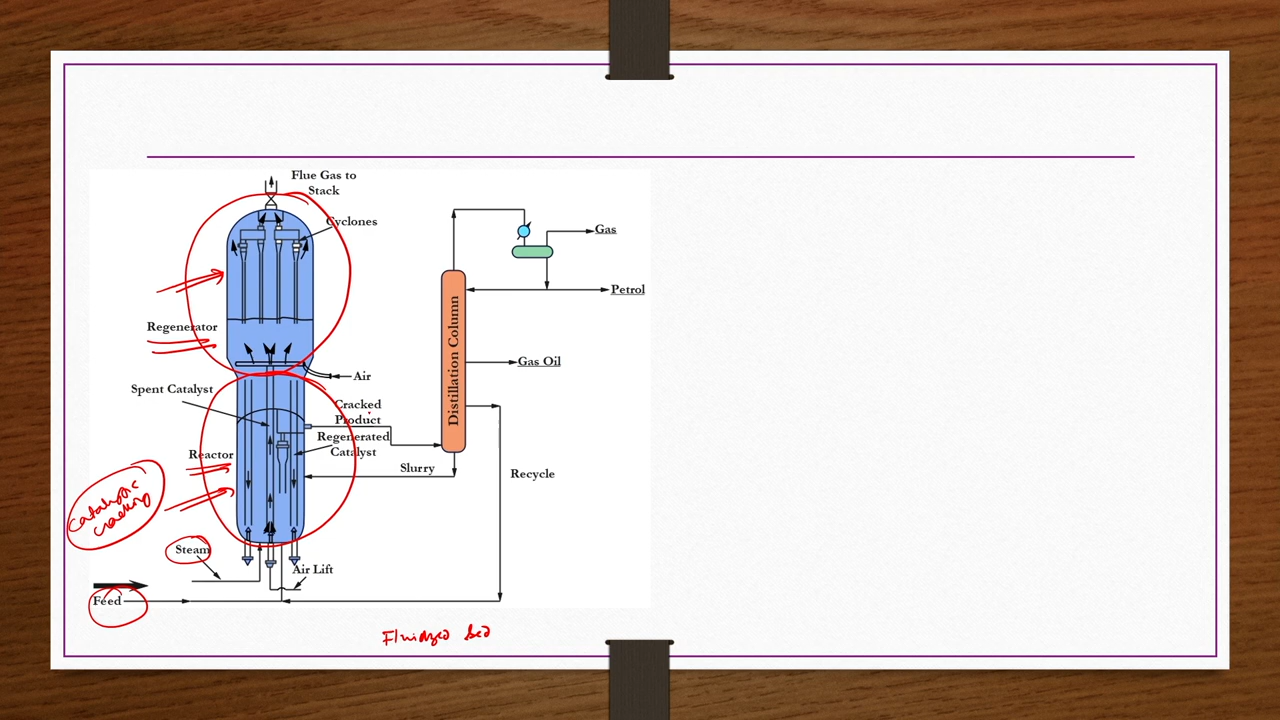 Flue Gas to
Stack
Cyclones
Gas
Petrol
Regenerator
Distillation Column
Gas Oil
Air
Spent Catalyst
Cracked
Product
Regenerated
Catalyst
Reactor
Slurry
Recycle
Catalytic
cracking
Steam
Air Lift
Feed
Fluidized bed